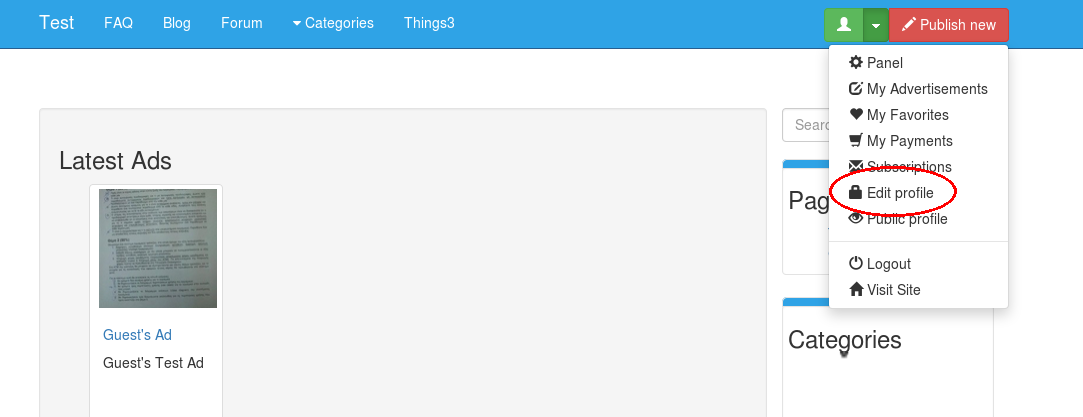 Test FAQ Blog Forum Categories Things3 Publish new
Panel
My Advertisements
My Favorites
My Payments
Subscriptions
Edit profile
Public profile
Logout
Visit Site
Latest Ads
Guest's Ad
Guest's Test Ad
Sear
Pag
Categories